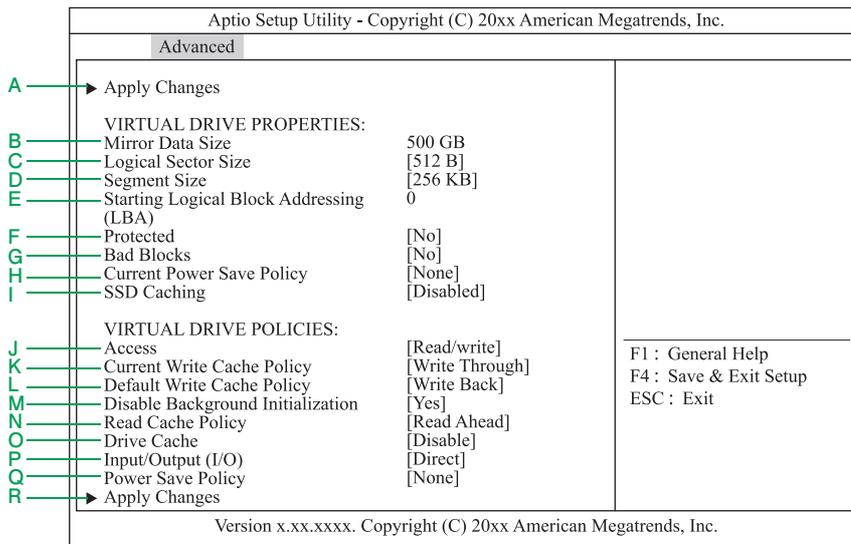 Aptio Setup Utility - Copyright (C) 20xx American Megatrends, Inc.
Advanced
A ▶ Apply Changes
VIRTUAL DRIVE PROPERTIES:
B Mirror Data Size 500 GB
C Logical Sector Size [512 B]
D Segment Size [256 KB]
E Starting Logical Block Addressing 0
(LBA)
F Protected [No]
G Bad Blocks [No]
H Current Power Save Policy [None]
I SSD Caching [Disabled]
VIRTUAL DRIVE POLICIES:
J Access [Read/write]
K Current Write Cache Policy [Write Through]
L Default Write Cache Policy [Write Back]
M Disable Background Initialization [Yes]
N Read Cache Policy [Read Ahead]
O Drive Cache [Disable]
P Input/Output (I/O) [Direct]
Q Power Save Policy [None]
R ▶ Apply Changes
F1 : General Help
F4 : Save & Exit Setup
ESC : Exit
Version x.xx.xxxx. Copyright (C) 20xx American Megatrends, Inc.